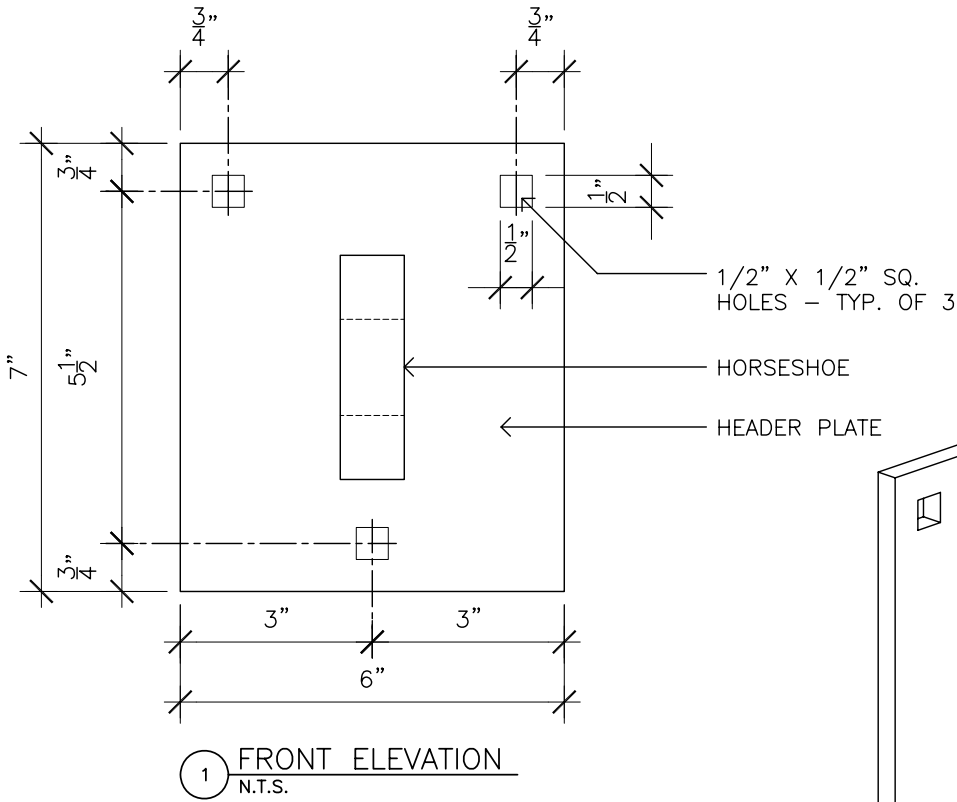 3/4"
3/4"
3/4"
1/2"
1/2"
1/2" X 1/2" SQ.
HOLES – TYP. OF 3
7"
5 1/2"
HORSESHOE
HEADER PLATE
3/4"
3"
3"
6"
1
FRONT ELEVATION
N.T.S.